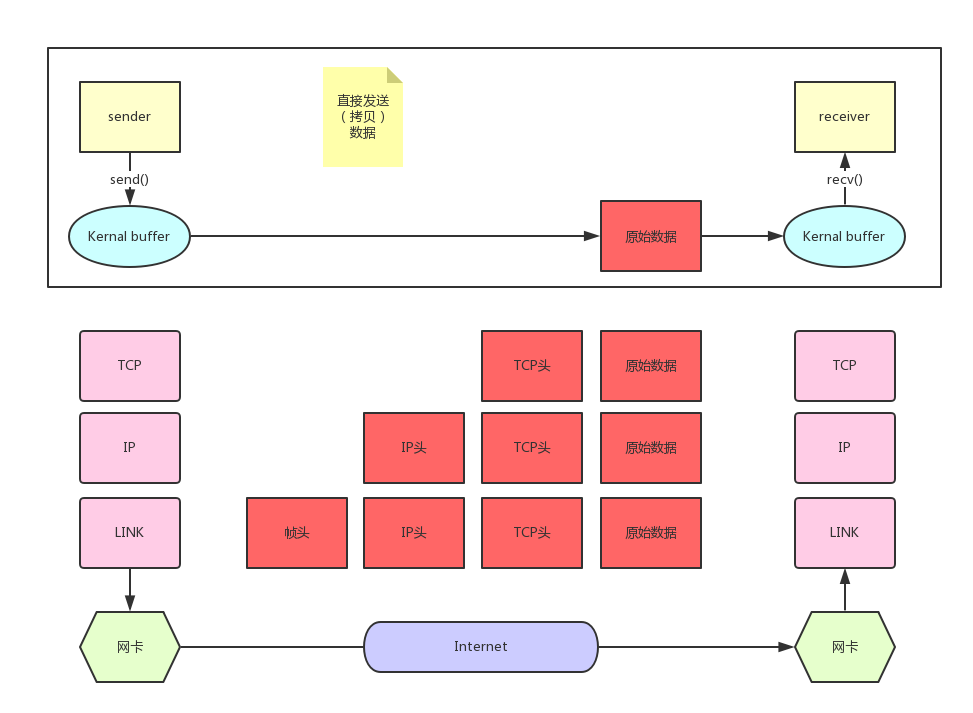 sender
直接发送
（拷贝）
数据
receiver
send()
recv()
Kernal buffer
原始数据
Kernal buffer
TCP
TCP头
原始数据
TCP
IP
IP头
TCP头
原始数据
IP
LINK
帧头
IP头
TCP头
原始数据
LINK
网卡
Internet
网卡